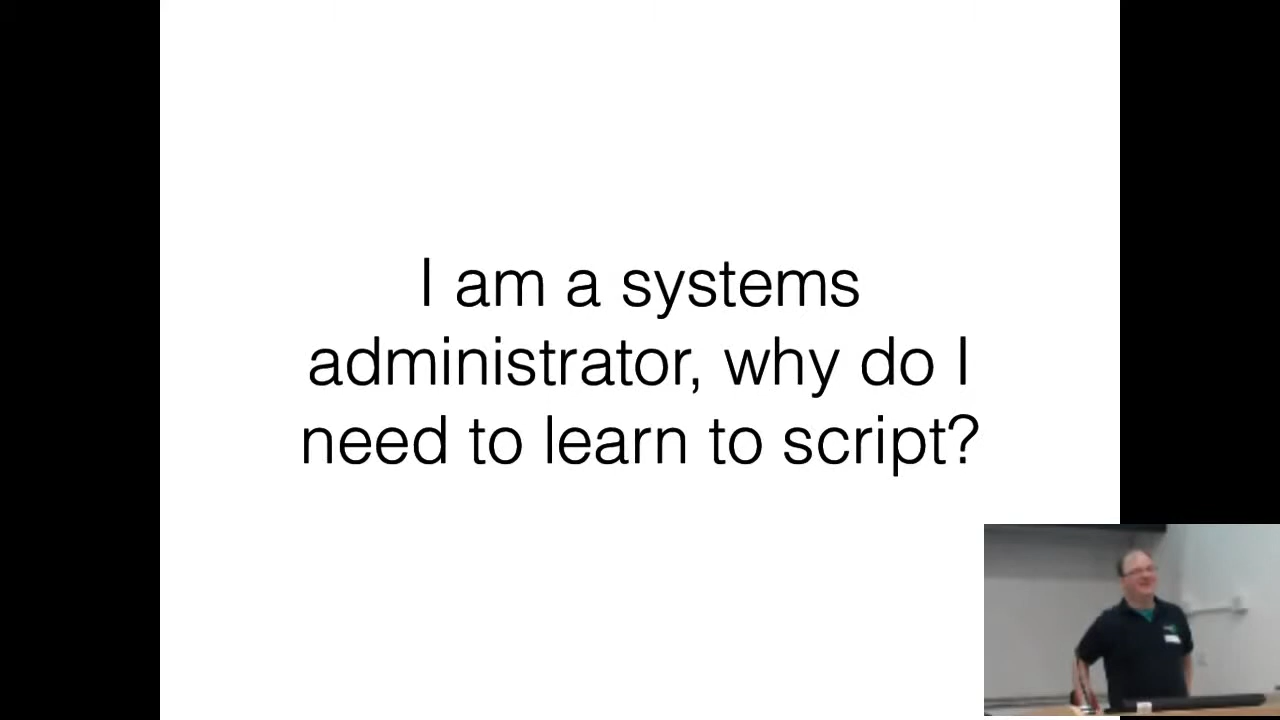 I am a systems
administrator, why do I
need to learn to script?